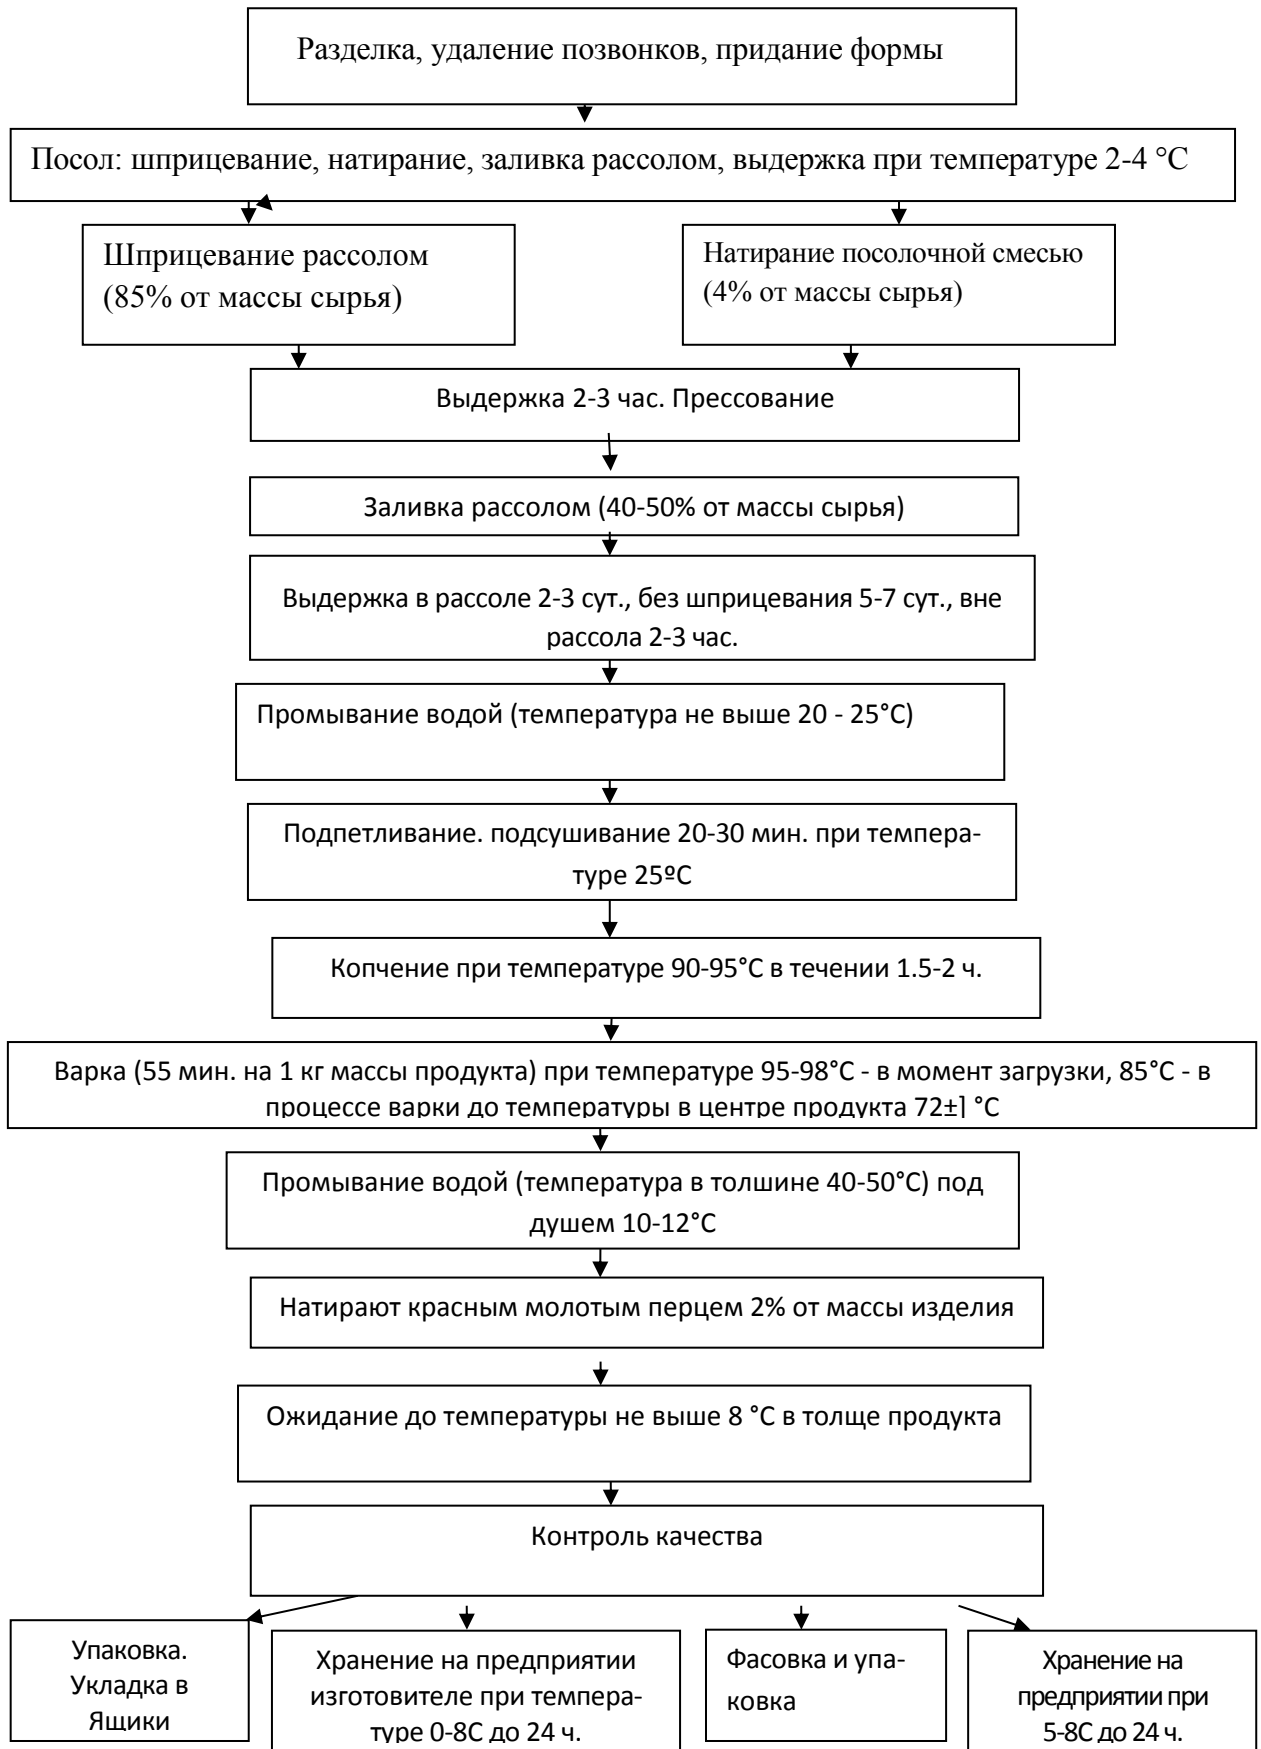 Разделка, удаление позвонков, придание формы
Посол: шприцевание, натирание, заливка рассолом, выдержка при температуре 2-4 °С
Шприцевание рассолом
(85% от массы сырья)
Натирание посолочной смесью
(4% от массы сырья)
Выдержка 2-3 час. Прессование
Заливка рассолом (40-50% от массы сырья)
Выдержка в рассоле 2-3 сут., без шприцевания 5-7 сут., вне
рассола 2-3 час.
Промывание водой (температура не выше 20 - 25°С)
Подпетливание. подсушивание 20-30 мин. при темпера-
туре 25ºС
Копчение при температуре 90-95°С в течении 1.5-2 ч.
Варка (55 мин. на 1 кг массы продукта) при температуре 95-98°С - в момент загрузки, 85°С - в
процессе варки до температуры в центре продукта 72±] °С
Промывание водой (температура в толшине 40-50°С) под
душем 10-12°С
Натирают красным молотым перцем 2% от массы изделия
Ожидание до температуры не выше 8 °С в толще продукта
Контроль качества
Упаковка.
Укладка в
Ящики
Хранение на предприятии
изготовителе при темпера-
туре 0-8С до 24 ч.
Фасовка и упа-
ковка
Хранение на
предприятии при
5-8С до 24 ч.